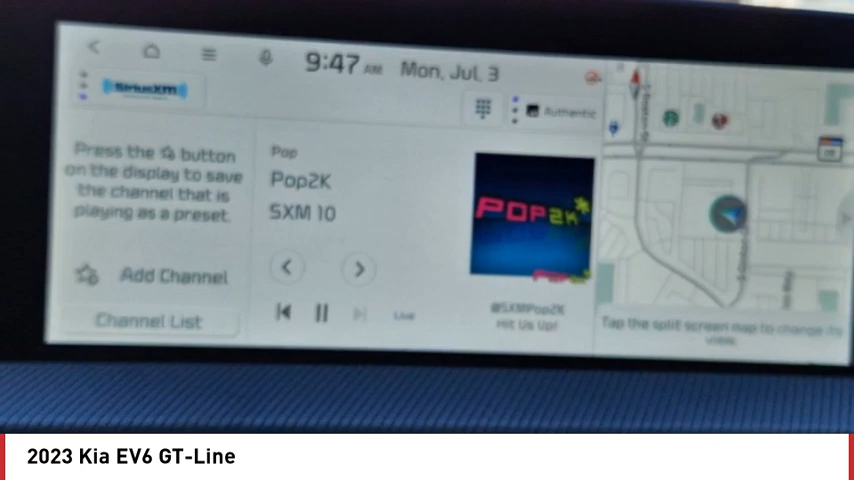 9:47 AM Mon, Jul. 3
SiriusXM
Authentic
Press the ☆ button
on the display to save
the channel that is
playing as a preset.
Add Channel
Channel List
Pop
Pop2K
SXM 10
Live
POP2K*
@SXMPop2K
Hit Us Up!
Tap the split screen map to change its
view.
2023 Kia EV6 GT-Line